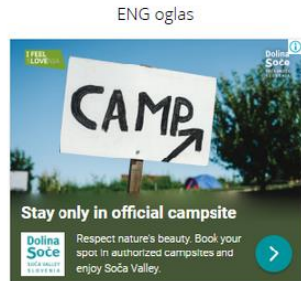 ENG oglas
I FEEL
SLOVENIA
Dolina
Soče
CAMP
Stay only in official campsite
Dolina
Soče
SOČA VALLEY
SLOVENIA
Respect nature's beauty. Book your
spot in authorized campsites and
enjoy Soča Valley.